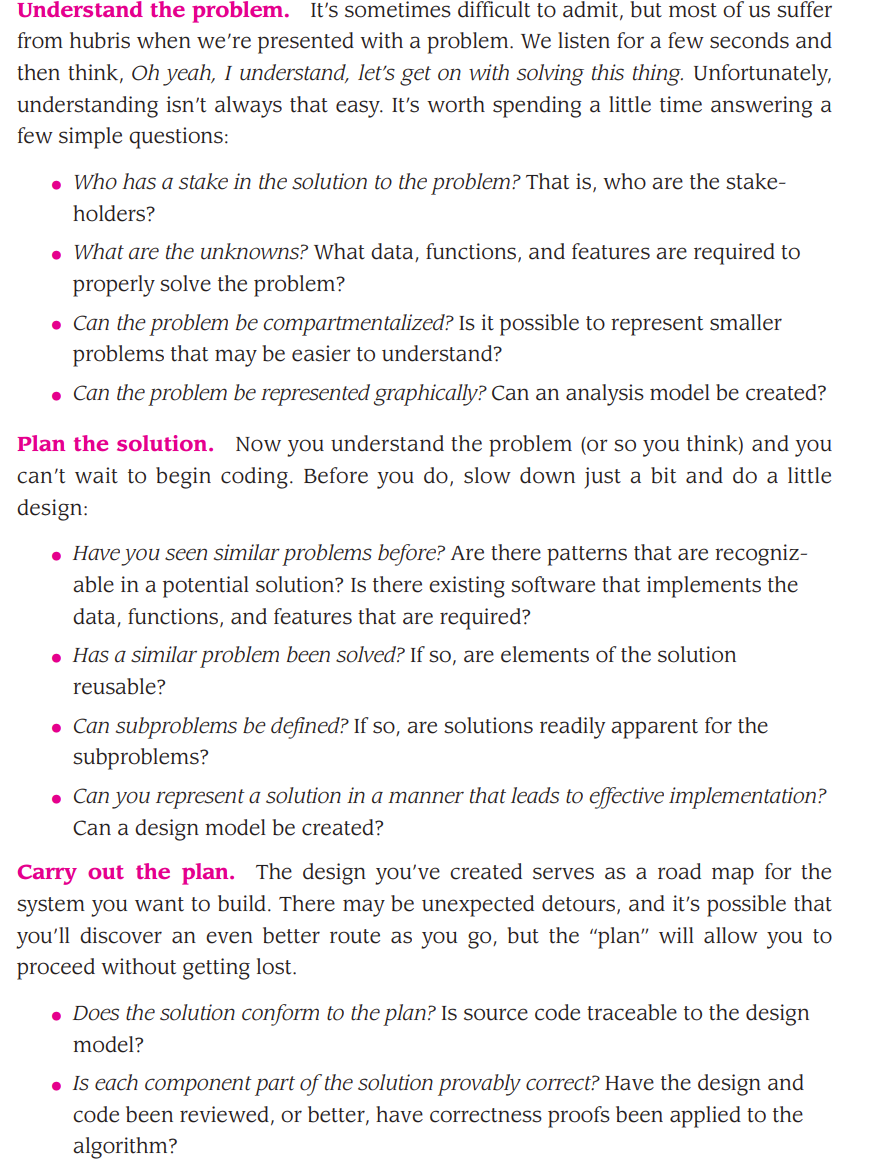 Understand the problem. It’s sometimes difficult to admit, but most of us suffer
from hubris when we’re presented with a problem. We listen for a few seconds and
then think, Oh yeah, I understand, let’s get on with solving this thing. Unfortunately,
understanding isn’t always that easy. It’s worth spending a little time answering a
few simple questions:
• Who has a stake in the solution to the problem? That is, who are the stake-
holders?
• What are the unknowns? What data, functions, and features are required to
properly solve the problem?
• Can the problem be compartmentalized? Is it possible to represent smaller
problems that may be easier to understand?
• Can the problem be represented graphically? Can an analysis model be created?
Plan the solution. Now you understand the problem (or so you think) and you
can’t wait to begin coding. Before you do, slow down just a bit and do a little
design:
• Have you seen similar problems before? Are there patterns that are recogniz-
able in a potential solution? Is there existing software that implements the
data, functions, and features that are required?
• Has a similar problem been solved? If so, are elements of the solution
reusable?
• Can subproblems be defined? If so, are solutions readily apparent for the
subproblems?
• Can you represent a solution in a manner that leads to effective implementation?
Can a design model be created?
Carry out the plan. The design you’ve created serves as a road map for the
system you want to build. There may be unexpected detours, and it’s possible that
you’ll discover an even better route as you go, but the “plan” will allow you to
proceed without getting lost.
• Does the solution conform to the plan? Is source code traceable to the design
model?
• Is each component part of the solution provably correct? Have the design and
code been reviewed, or better, have correctness proofs been applied to the
algorithm?